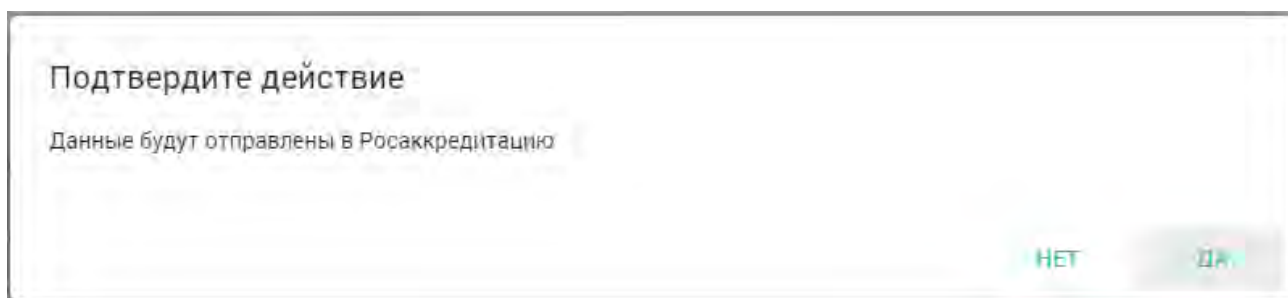 Подтвердите действие
Данные будут отправлены в Росаккредитацию
НЕТ ДА